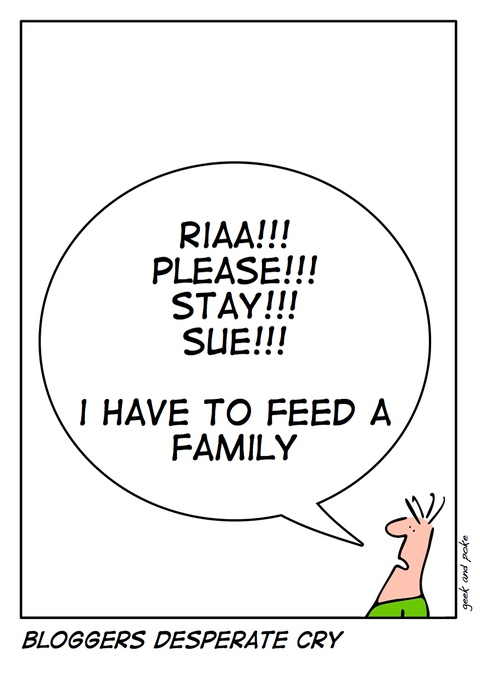 RIAA!!!
PLEASE!!!
STAY!!!
SUE!!!
I HAVE TO FEED A
FAMILY
geek and poke
BLOGGERS DESPERATE CRY